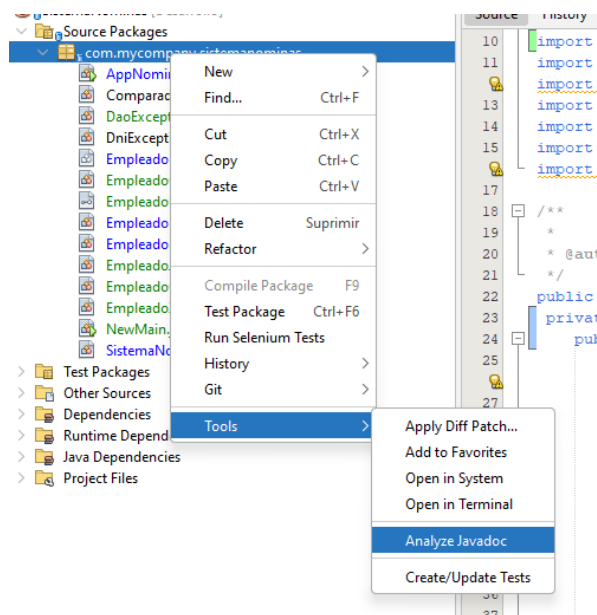 Source History
Source Packages
com.mycompany.sistemanominas
AppNomi
Comparac
DaoExcept
DniExcept
Empleado
Empleado
Empleado
Empleado
Empleado
Empleado
Empleado
Empleado
NewMain.
SistemaNo
Test Packages
Other Sources
Dependencies
Runtime Depend
Java Dependencies
Project Files
New
Find... Ctrl+F
Cut Ctrl+X
Copy Ctrl+C
Paste Ctrl+V
Delete Suprimir
Refactor
Compile Package F9
Test Package Ctrl+F6
Run Selenium Tests
History
Git
Tools
Apply Diff Patch...
Add to Favorites
Open in System
Open in Terminal
Analyze Javadoc
Create/Update Tests
10 import
11 import
import
13 import
14 import
15 import
import
17
18 /**
19 *
20 * @aut
21 */
22 public
23 privat
24 pub
25
27
36
37